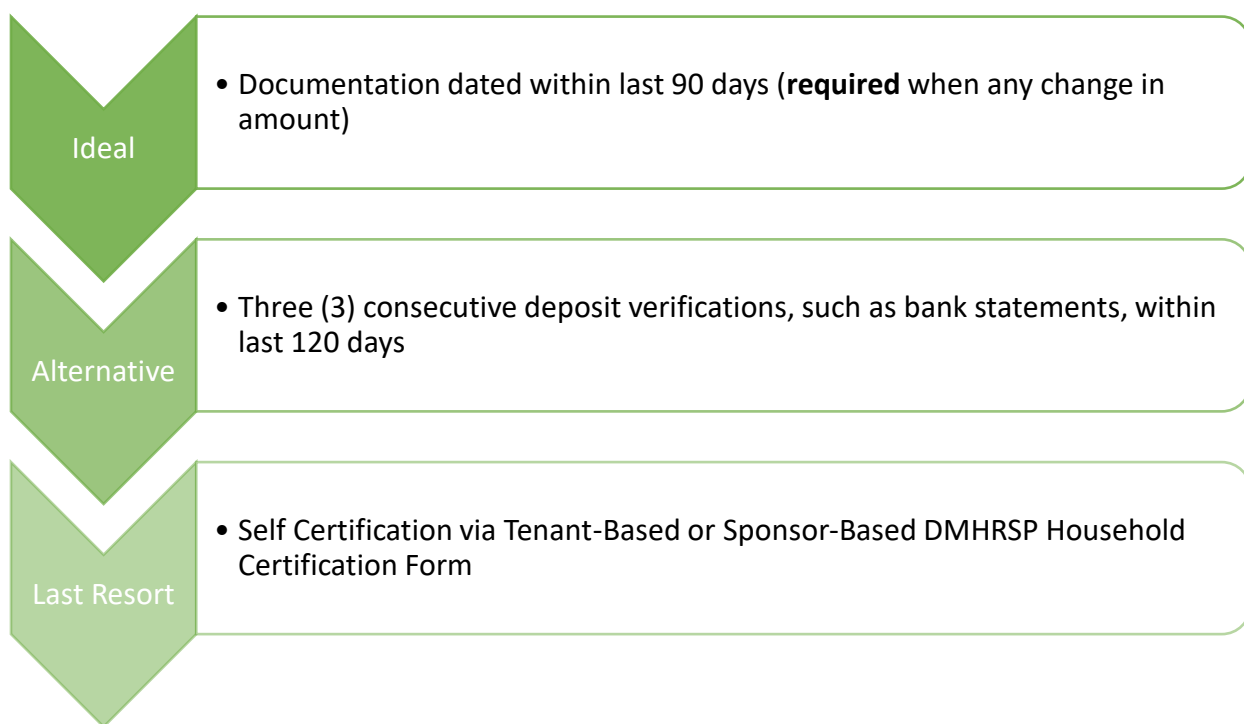 Ideal
• Documentation dated within last 90 days (required when any change in
amount)
Alternative
• Three (3) consecutive deposit verifications, such as bank statements, within
last 120 days
Last Resort
• Self Certification via Tenant-Based or Sponsor-Based DMHRSP Household
Certification Form